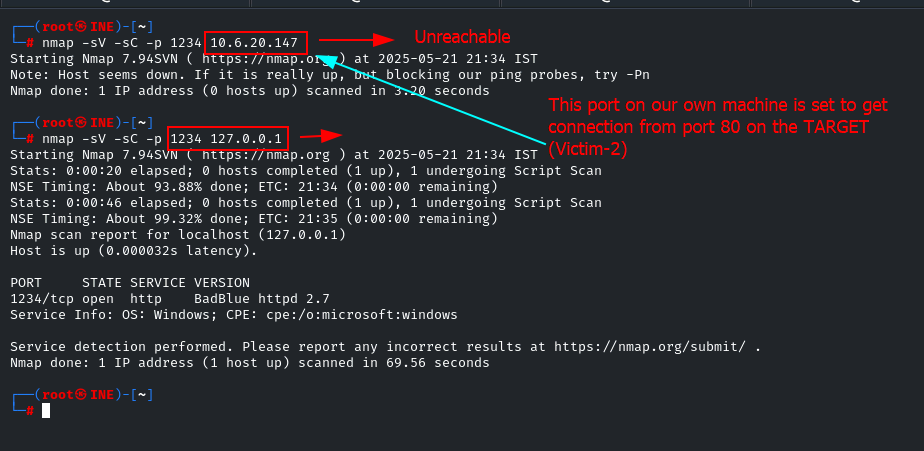 ┌──(root㉿INE)-[~]
└─# nmap -sV -sC -p 1234 10.6.20.147
Unreachable
Starting Nmap 7.94SVN ( https://nmap.org ) at 2025-05-21 21:34 IST
Note: Host seems down. If it is really up, but blocking our ping probes, try -Pn
Nmap done: 1 IP address (0 hosts up) scanned in 3.20 seconds
This port on our own machine is set to get
connection from port 80 on the TARGET
(Victim-2)
┌──(root㉿INE)-[~]
└─# nmap -sV -sC -p 1234 127.0.0.1
Starting Nmap 7.94SVN ( https://nmap.org ) at 2025-05-21 21:34 IST
Stats: 0:00:20 elapsed; 0 hosts completed (1 up), 1 undergoing Script Scan
NSE Timing: About 93.88% done; ETC: 21:34 (0:00:00 remaining)
Stats: 0:00:46 elapsed; 0 hosts completed (1 up), 1 undergoing Script Scan
NSE Timing: About 99.32% done; ETC: 21:35 (0:00:00 remaining)
Nmap scan report for localhost (127.0.0.1)
Host is up (0.000032s latency).
PORT     STATE SERVICE VERSION
1234/tcp open  http    BadBlue httpd 2.7
Service Info: OS: Windows; CPE: cpe:/o:microsoft:windows
Service detection performed. Please report any incorrect results at https://nmap.org/submit/ .
Nmap done: 1 IP address (1 host up) scanned in 69.56 seconds
┌──(root㉿INE)-[~]
└─#